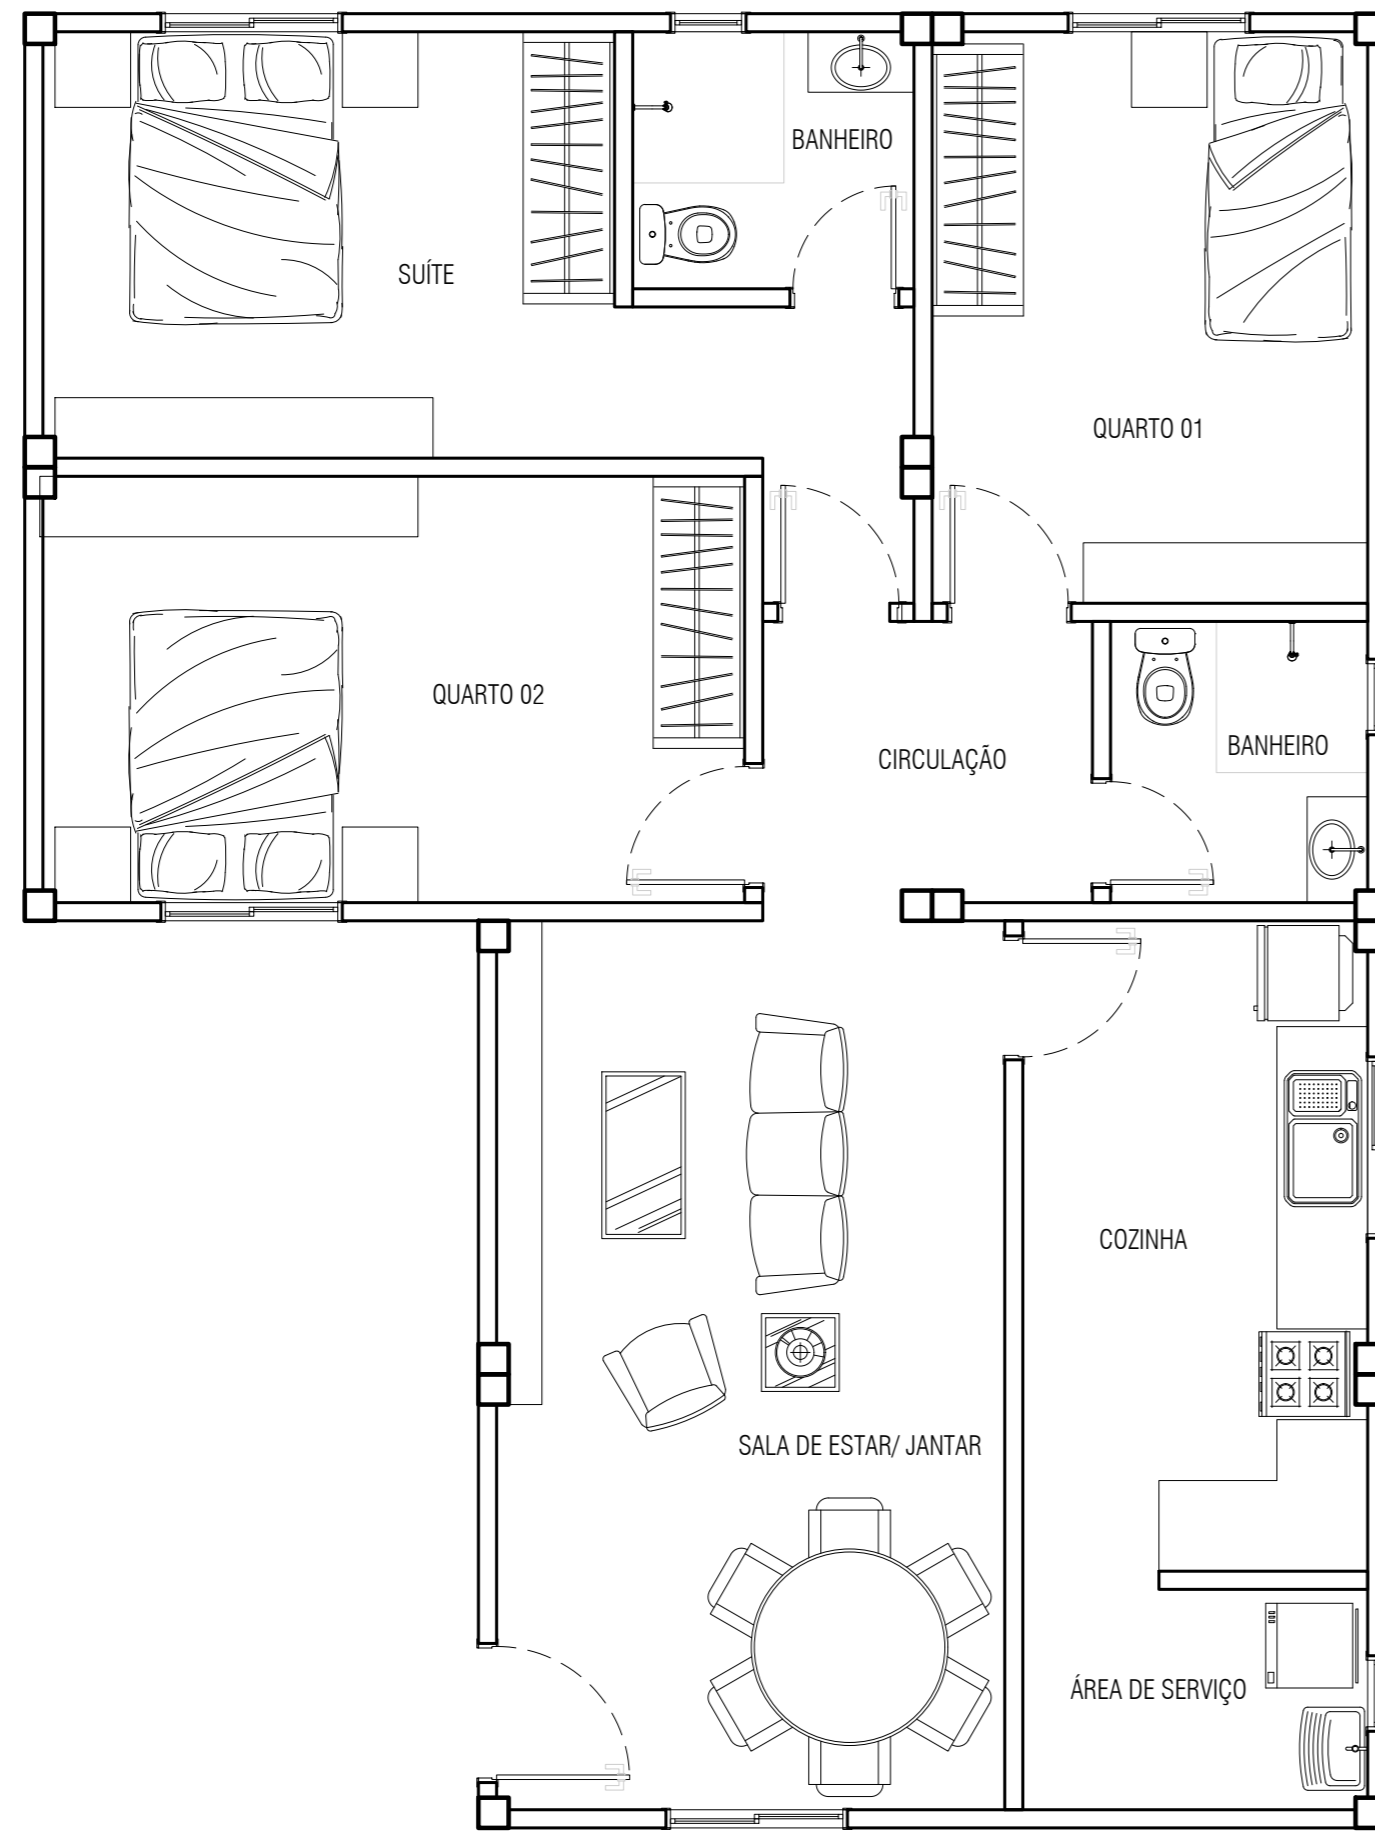 BANHEIRO
SUÍTE
QUARTO 01
QUARTO 02
BANHEIRO
CIRCULAÇÃO
COZINHA
SALA DE ESTAR/ JANTAR
ÁREA DE SERVIÇO